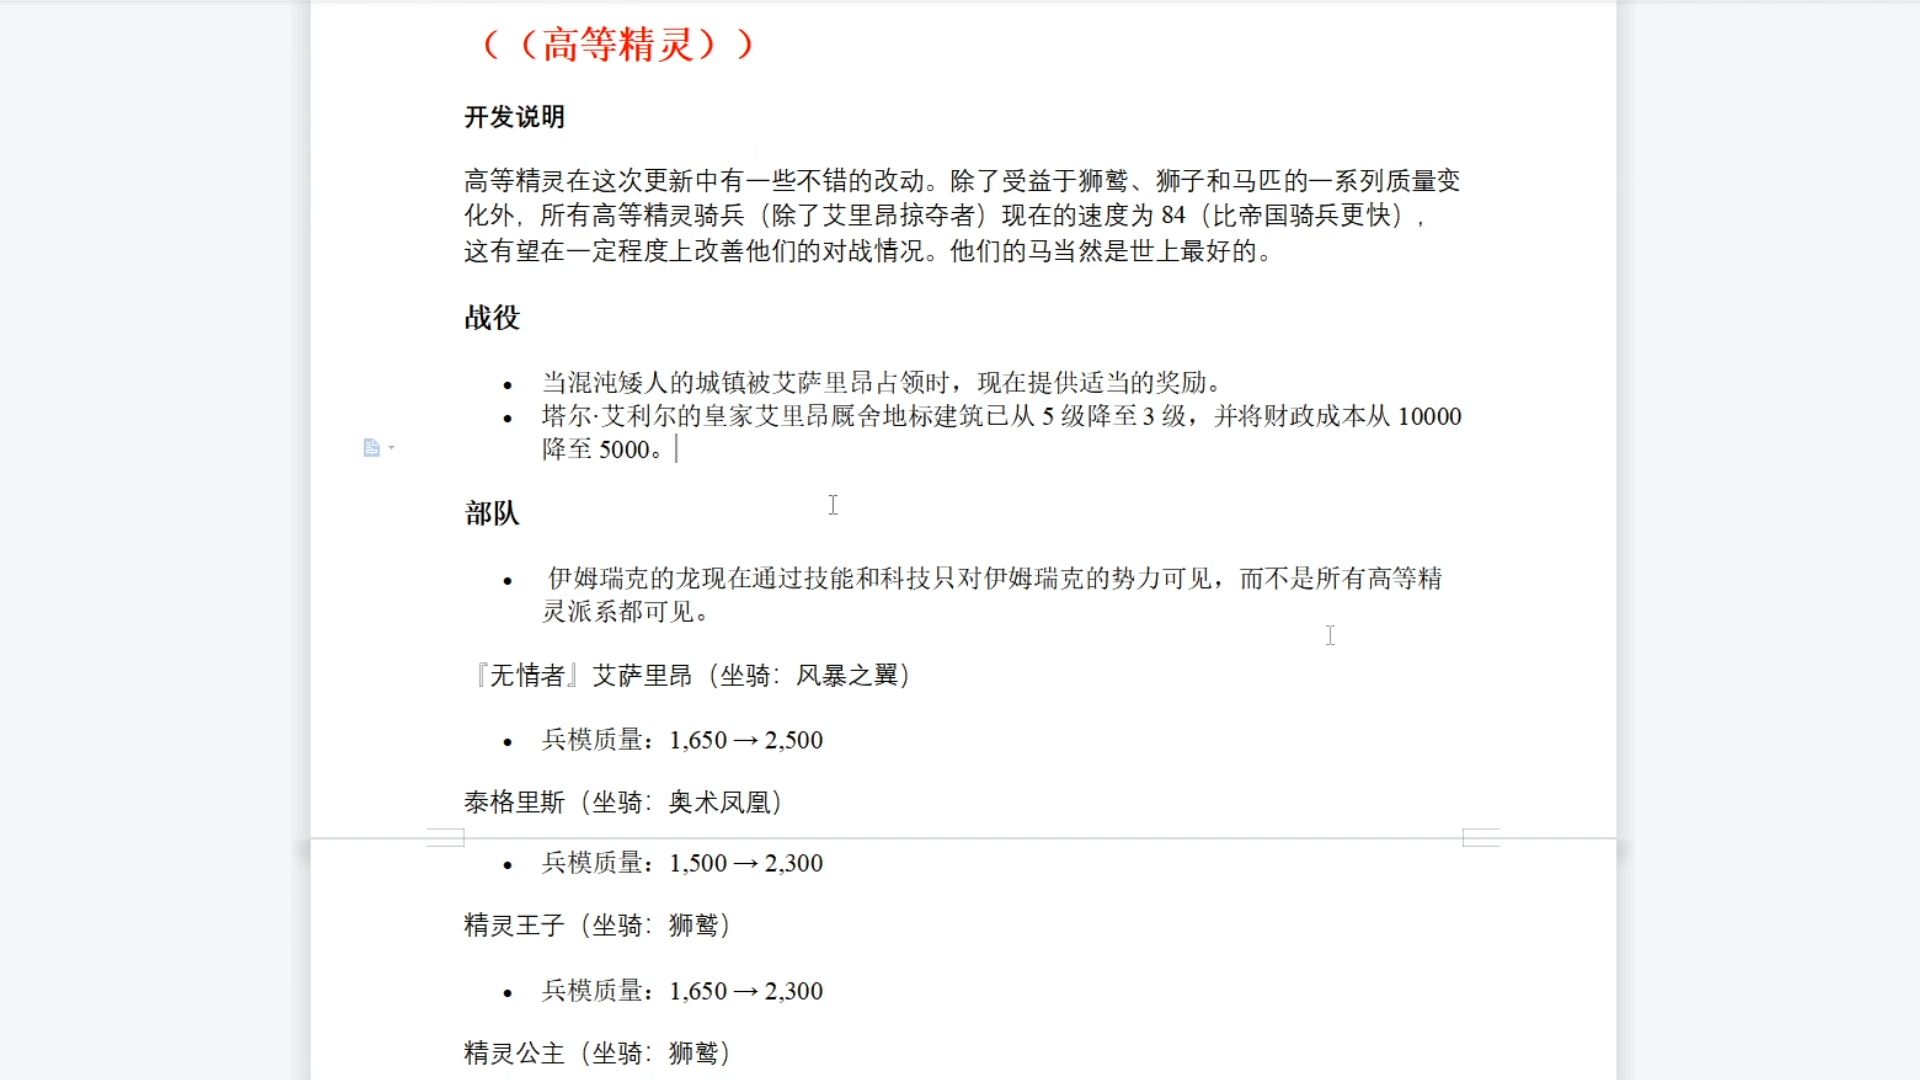 （（高等精灵））
开发说明
高等精灵在这次更新中有一些不错的改动。除了受益于狮鹫、狮子和马匹的一系列质量变
化外，所有高等精灵骑兵（除了艾里昂掠夺者）现在的速度为 84（比帝国骑兵更快），
这有望在一定程度上改善他们的对战情况。他们的马当然是世上最好的。
战役
• 当混沌矮人的城镇被艾萨里昂占领时，现在提供适当的奖励。
• 塔尔·艾利尔的皇家艾里昂厩舍地标建筑已从 5 级降至 3 级，并将财政成本从 10000
降至 5000。
部队
• 伊姆瑞克的龙现在通过技能和科技只对伊姆瑞克的势力可见，而不是所有高等精
灵派系都可见。
『无情者』艾萨里昂（坐骑：风暴之翼）
• 兵模质量：1,650 → 2,500
泰格里斯（坐骑：奥术凤凰）
• 兵模质量：1,500 → 2,300
精灵王子（坐骑：狮鹫）
• 兵模质量：1,650 → 2,300
精灵公主（坐骑：狮鹫）